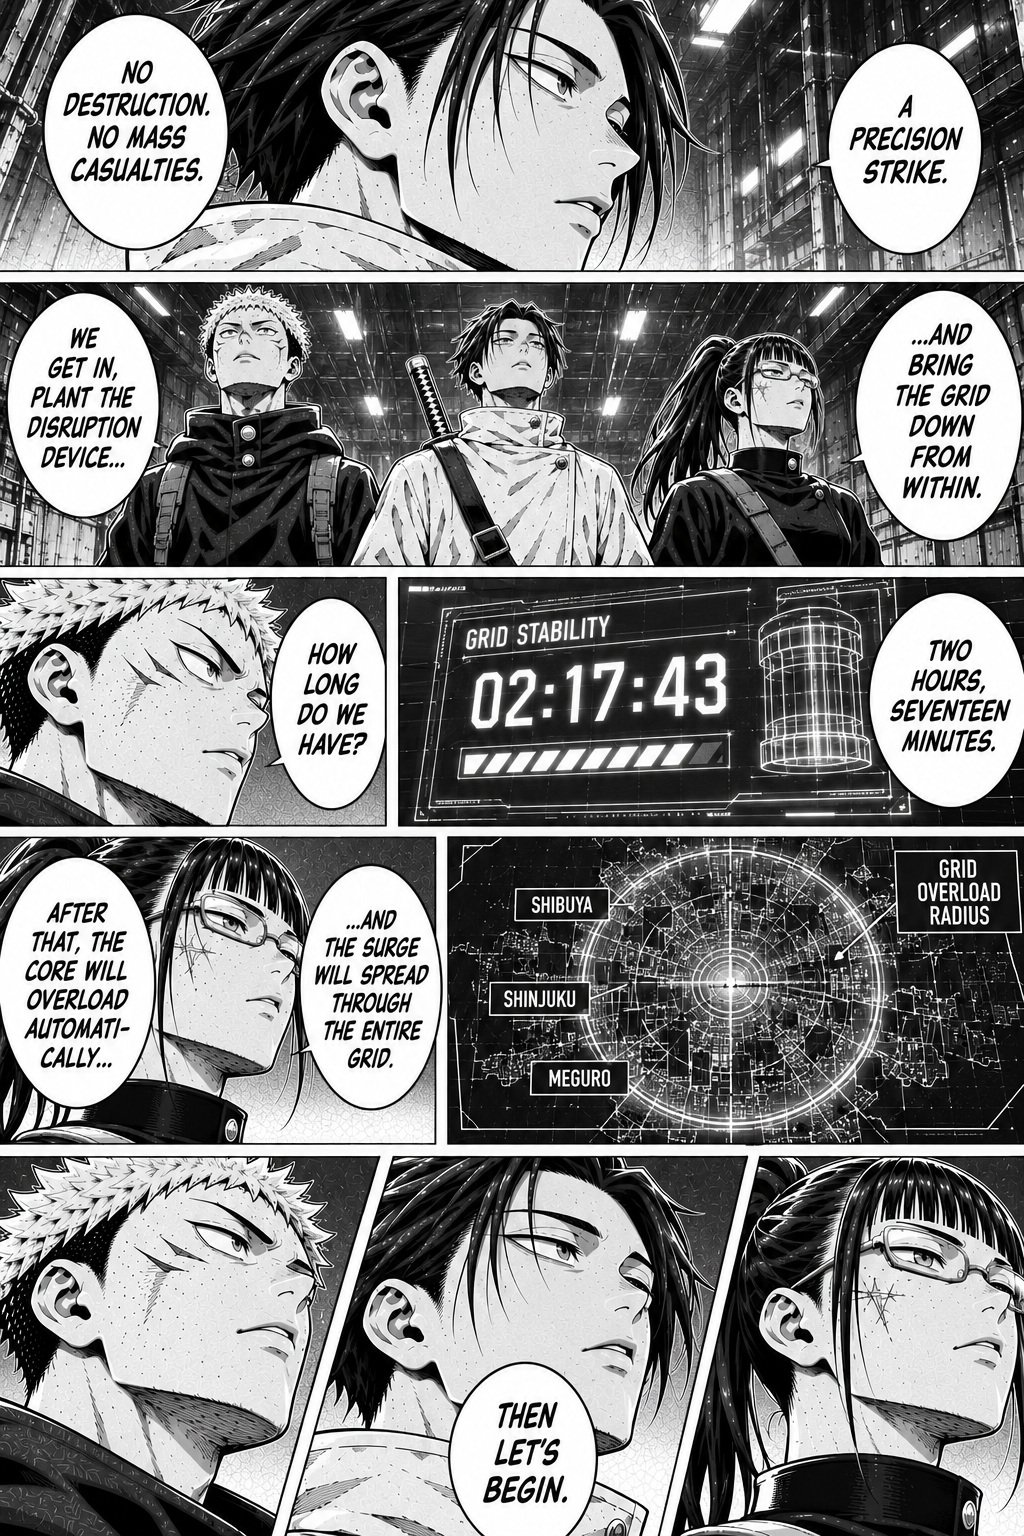 NO
DESTRUCTION.
NO MASS
CASUALTIES.
A
PRECISION
STRIKE.
WE
GET IN,
PLANT THE
DISRUPTION
DEVICE...
...AND
BRING
THE GRID
DOWN
FROM
WITHIN.
HOW
LONG
DO WE
HAVE?
GRID STABILITY
02:17:43
TWO
HOURS,
SEVENTEEN
MINUTES.
AFTER
THAT, THE
CORE WILL
OVERLOAD
AUTOMATI-
CALLY...
...AND
THE SURGE
WILL SPREAD
THROUGH
THE ENTIRE
GRID.
SHIBUYA
SHINJUKU
MEGURO
GRID
OVERLOAD
RADIUS
THEN
LET'S
BEGIN.